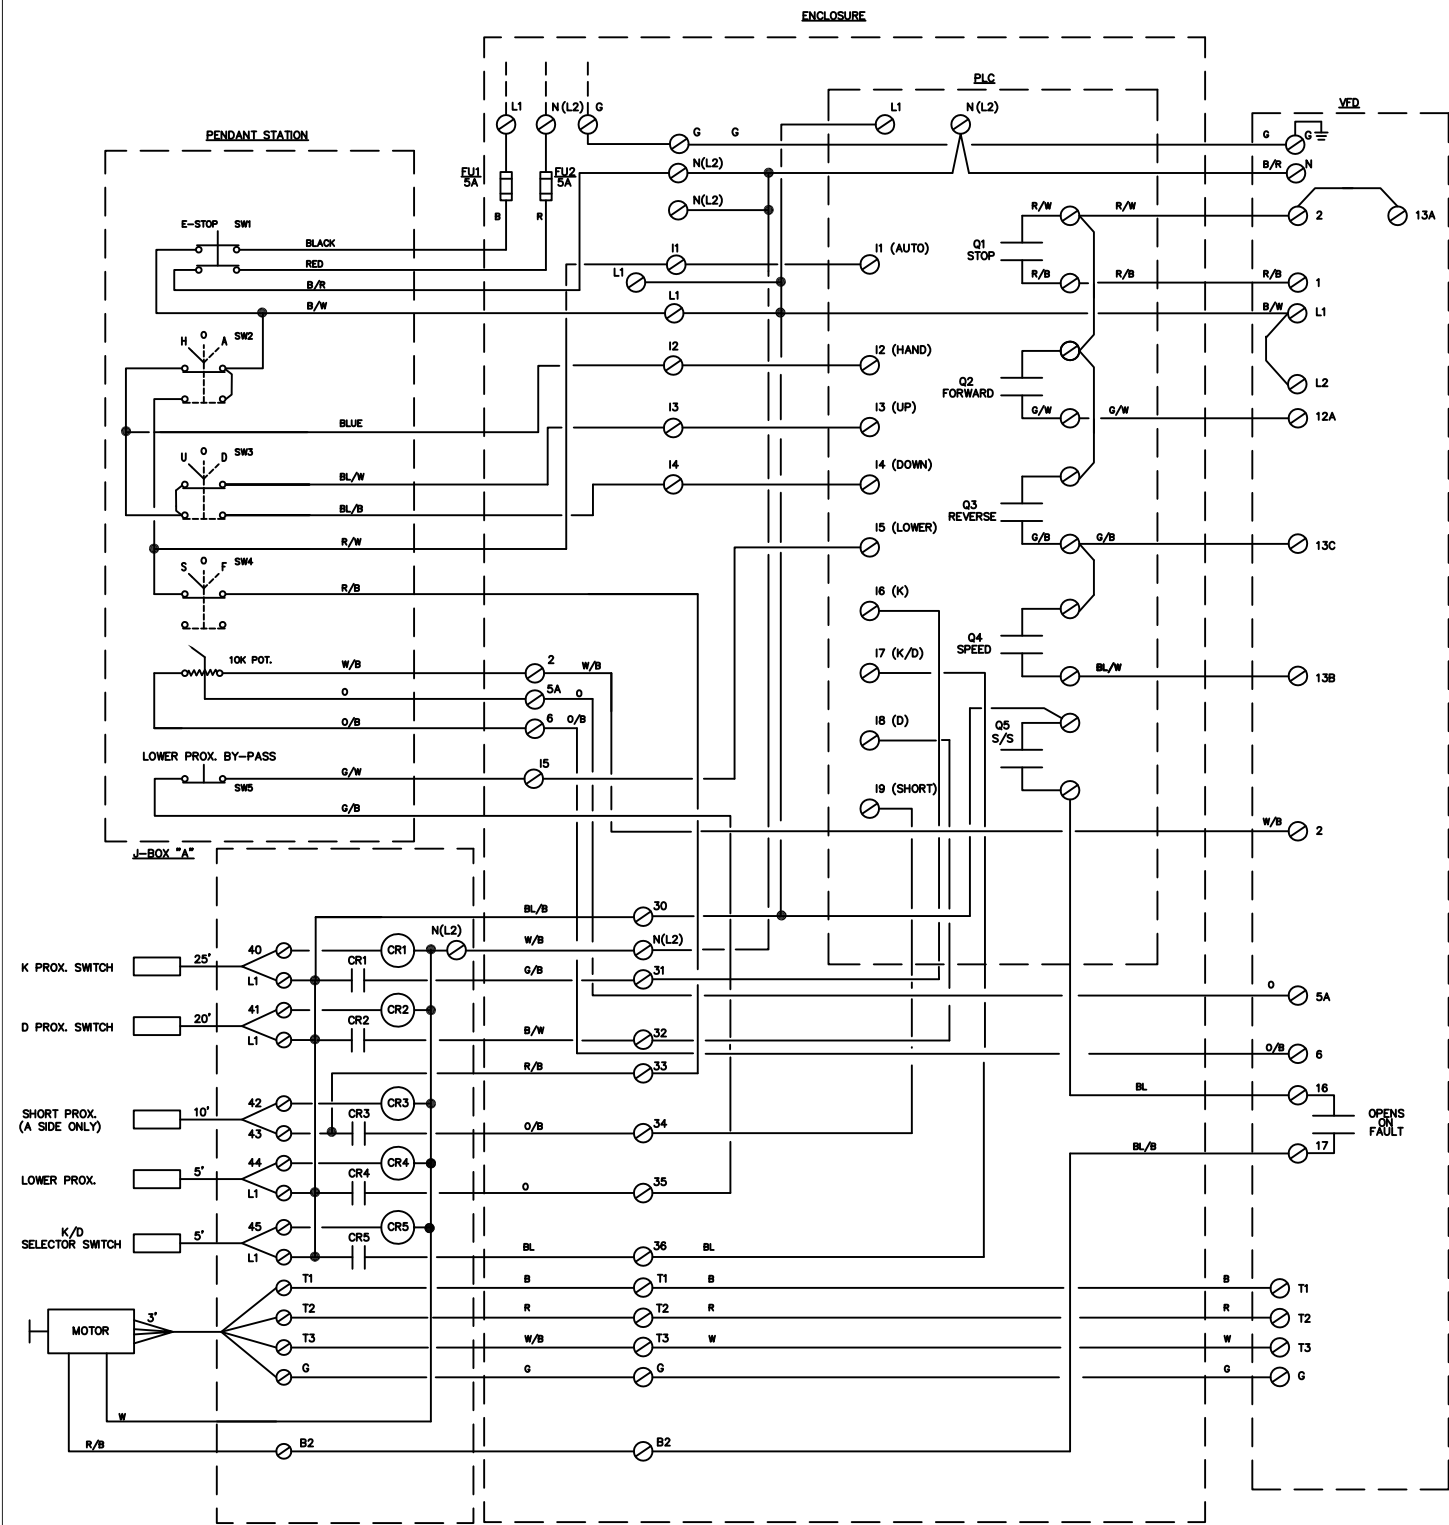 ENCLOSURE
PLC
VFD
PENDANT STATION
L1
N(L2)
G
L1
N(L2)
G G
G
G
FU1
5A
FU2
5A
N(L2)
B/R
N
N(L2)
B
R
E-STOP SW1
BLACK
RED
B/R
B/W
R/W
R/W
2
13A
Q1
STOP
I1
I1 (AUTO)
L1
R/B
R/B
R/B
1
L1
B/W
L1
H O A SW2
I2
I2 (HAND)
L2
Q2
FORWARD
BLUE
I3
I3 (UP)
G/W
G/W
12A
U O D SW3
BL/W
I4
I4 (DOWN)
BL/B
Q3
REVERSE
R/W
I5 (LOWER)
G/B
G/B
13C
S O F SW4
R/B
I6 (K)
Q4
SPEED
10K POT.
W/B
2
W/B
I7 (K/D)
BL/W
13B
O
5A
O
O/B
6
O/B
I8 (D)
Q5
S/S
LOWER PROX. BY-PASS
SW5
G/W
I5
I9 (SHORT)
G/B
W/B
2
J-BOX "A"
BL/B
30
N(L2)
W/B
N(L2)
K PROX. SWITCH
25'
40
L1
CR1
CR1
G/B
31
O
5A
D PROX. SWITCH
20'
41
L1
CR2
CR2
B/W
32
O/B
6
R/B
33
BL
16
SHORT PROX.
(A SIDE ONLY)
10'
42
43
CR3
CR3
O/B
34
OPENS
ON
FAULT
BL/B
17
LOWER PROX.
5'
44
L1
CR4
CR4
O
35
K/D
SELECTOR SWITCH
5'
45
L1
CR5
CR5
BL
36
BL
T1
B
T1
B
B
T1
MOTOR
3'
T2
R
T2
R
R
T2
T3
W/B
T3
W
W
T3
G
G
G
G
G
W
R/B
B2
B2